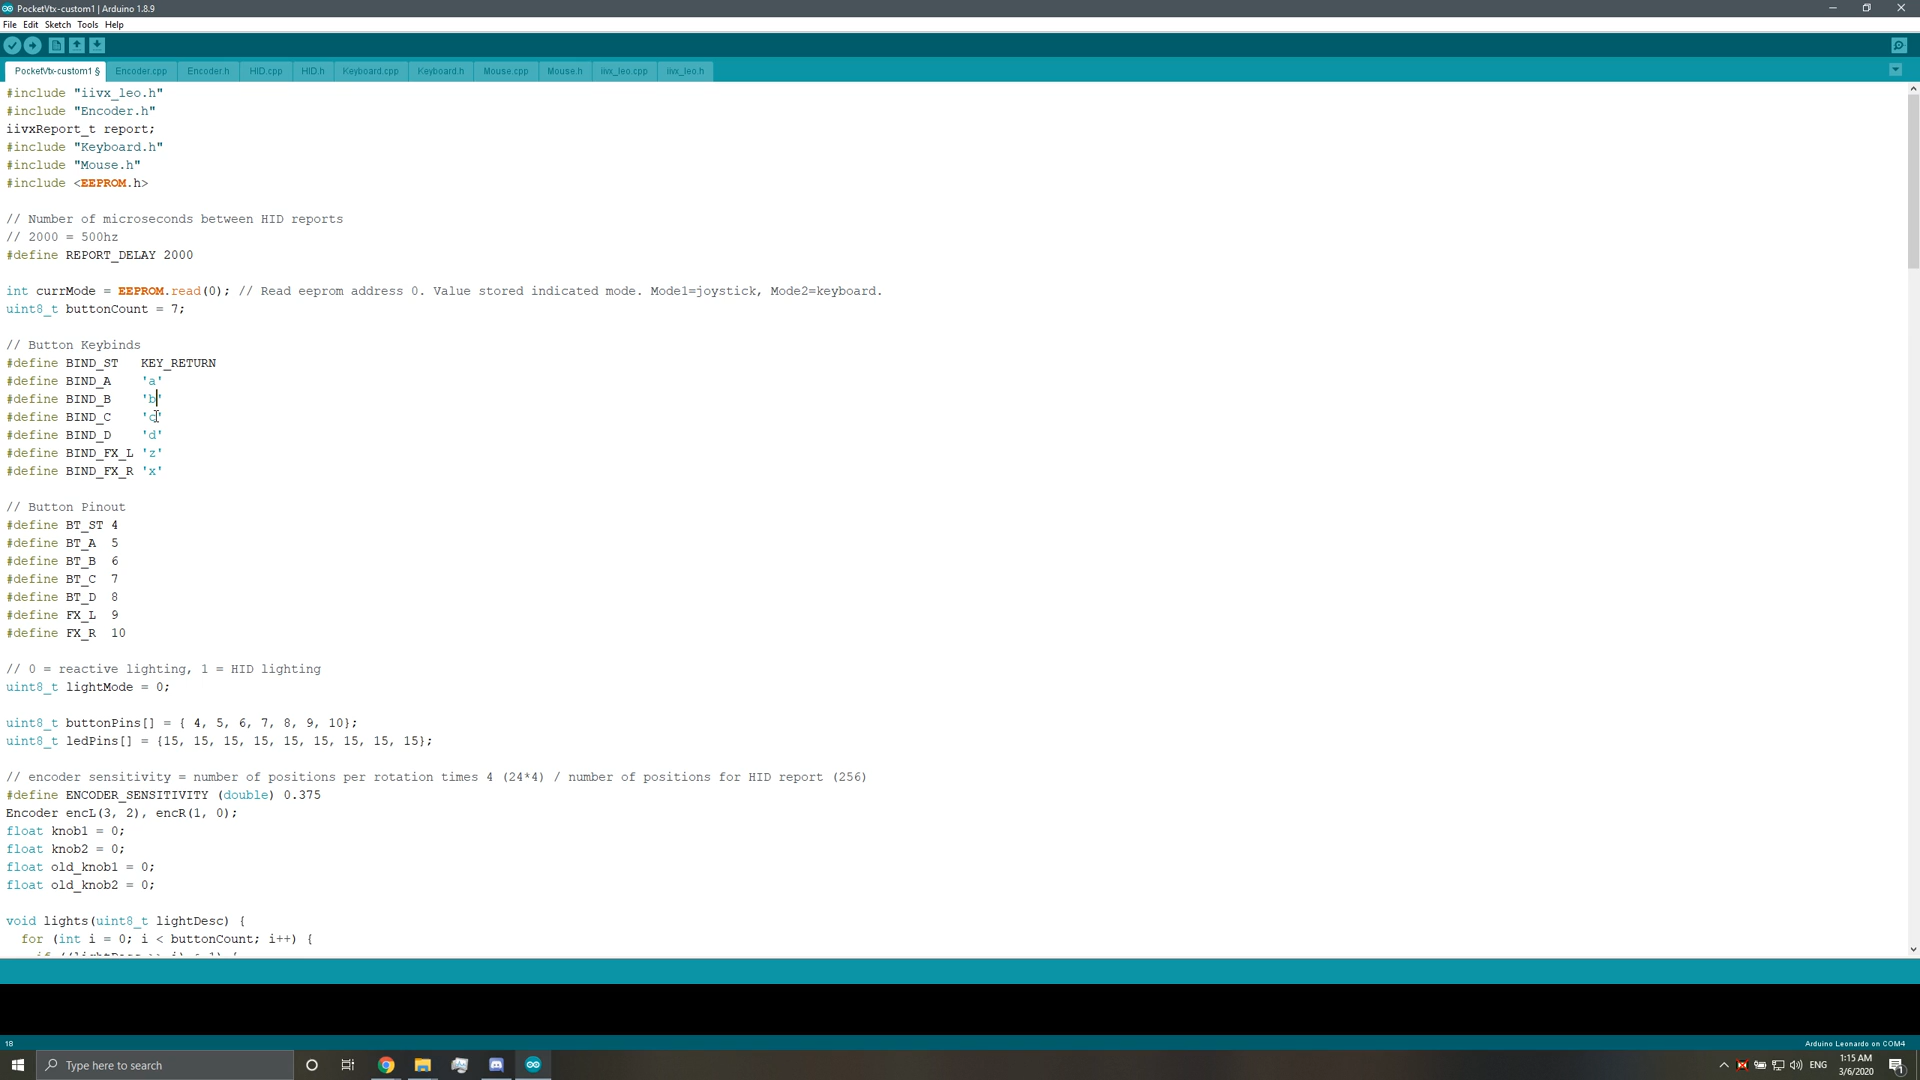 PocketVtx-custom1 | Arduino 1.8.9
File Edit Sketch Tools Help
PocketVtx-custom1 § Encoder.cpp Encoder.h HID.cpp HID.h Keyboard.cpp Keyboard.h Mouse.cpp Mouse.h iivx_leo.cpp iivx_leo.h
#include "iivx_leo.h"
#include "Encoder.h"
iivxReport_t report;
#include "Keyboard.h"
#include "Mouse.h"
#include <EEPROM.h>
// Number of microseconds between HID reports
// 2000 = 500hz
#define REPORT_DELAY 2000
int currMode = EEPROM.read(0); // Read eeprom address 0. Value stored indicated mode. Mode1=joystick, Mode2=keyboard.
uint8_t buttonCount = 7;
// Button Keybinds
#define BIND_ST   KEY_RETURN
#define BIND_A    'a'
#define BIND_B    'b'
#define BIND_C    'c'
#define BIND_D    'd'
#define BIND_FX_L 'z'
#define BIND_FX_R 'x'
// Button Pinout
#define BT_ST 4
#define BT_A  5
#define BT_B  6
#define BT_C  7
#define BT_D  8
#define FX_L  9
#define FX_R  10
// 0 = reactive lighting, 1 = HID lighting
uint8_t lightMode = 0;
uint8_t buttonPins[] = { 4, 5, 6, 7, 8, 9, 10};
uint8_t ledPins[] = {15, 15, 15, 15, 15, 15, 15, 15, 15};
// encoder sensitivity = number of positions per rotation times 4 (24*4) / number of positions for HID report (256)
#define ENCODER_SENSITIVITY (double) 0.375
Encoder encL(3, 2), encR(1, 0);
float knob1 = 0;
float knob2 = 0;
float old_knob1 = 0;
float old_knob2 = 0;
void lights(uint8_t lightDesc) {
for (int i = 0; i < buttonCount; i++) {
18
Arduino Leonardo on COM4
Type here to search
ENG
1:15 AM
3/6/2020